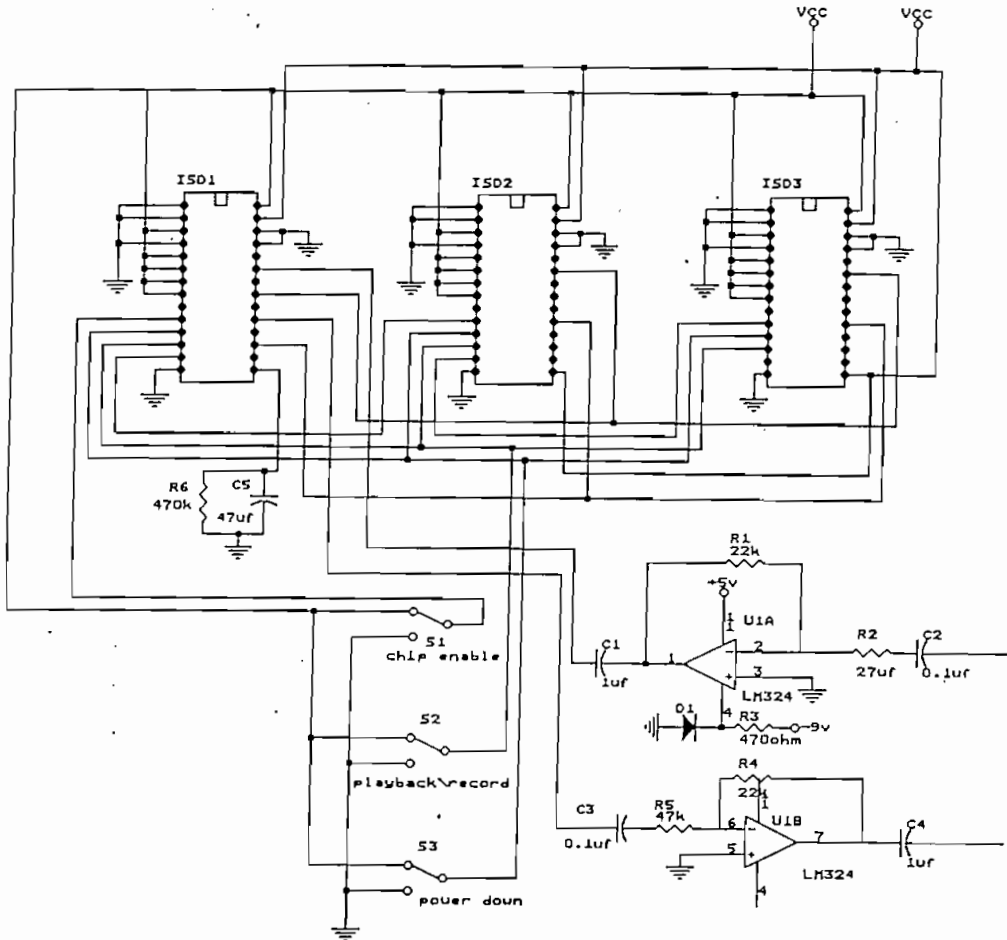 VCC VCC
ISD1
ISD2
ISD3
R6
470k
C5
47uf
S1
chip enable
S2
playback\record
S3
power down
R1
22k
+5v
1
1
U1A
C1
1uf
1
2
3
LM324
4
R2
27uf
C2
0.1uf
D1
R3
470ohm
-9v
R4
22k
1
C3
0.1uf
R5
47k
6
5
U1B
7
LM324
4
C4
1uf